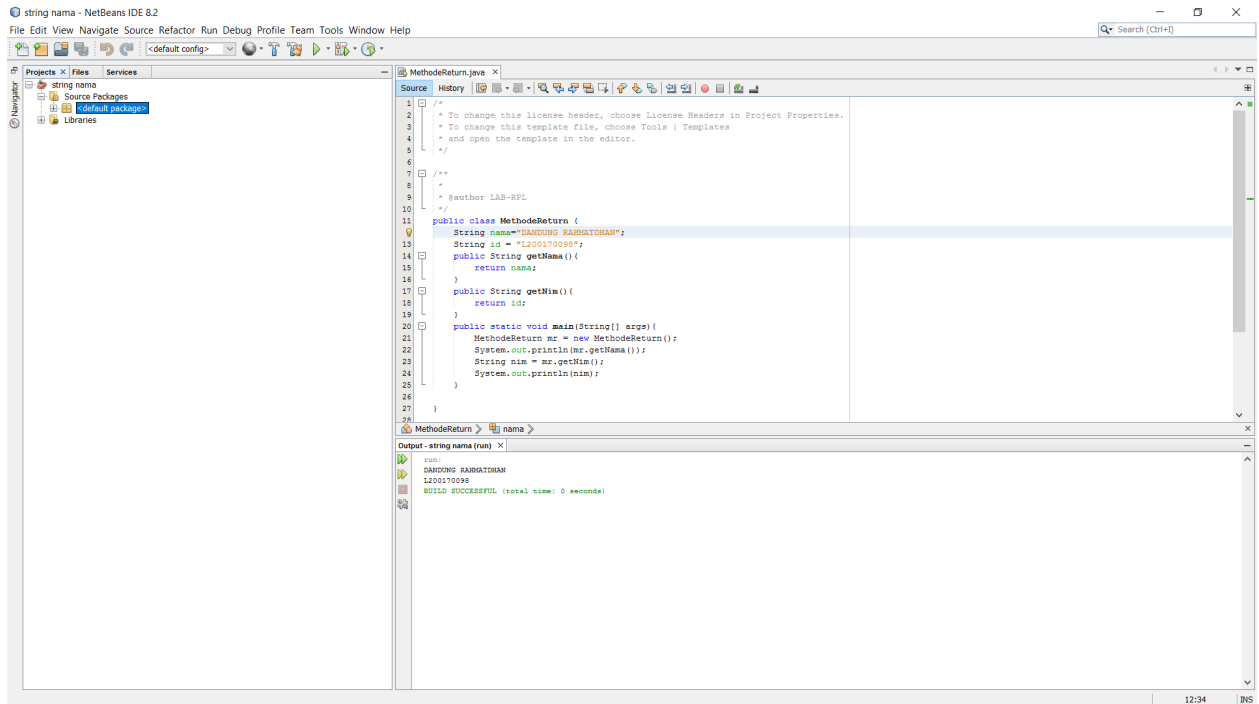 string nama - NetBeans IDE 8.2
File Edit View Navigate Source Refactor Run Debug Profile Team Tools Window Help
Search (Ctrl+I)
<default config>
Projects Files Services
Navigator
string nama
Source Packages
<default package>
Libraries
MethodeReturn.java
Source History
1 /*
2 * To change this license header, choose License Headers in Project Properties.
3 * To change this template file, choose Tools | Templates
4 * and open the template in the editor.
5 */
6
7 /**
8 *
9 * @author LAB-RPL
10 */
11 public class MethodeReturn {
String nama="DANDUNG RAHMATDHAN";
13 String id = "L200170098";
14 public String getNama(){
15 return nama;
16 }
17 public String getNim(){
18 return id;
19 }
20 public static void main(String[] args){
21 MethodeReturn mr = new MethodeReturn();
22 System.out.println(mr.getNama());
23 String nim = mr.getNim();
24 System.out.println(nim);
25 }
26
27 }
28
MethodeReturn nama
Output - string nama (run)
run:
DANDUNG RAHMATDHAN
L200170098
BUILD SUCCESSFUL (total time: 0 seconds)
12:34 INS